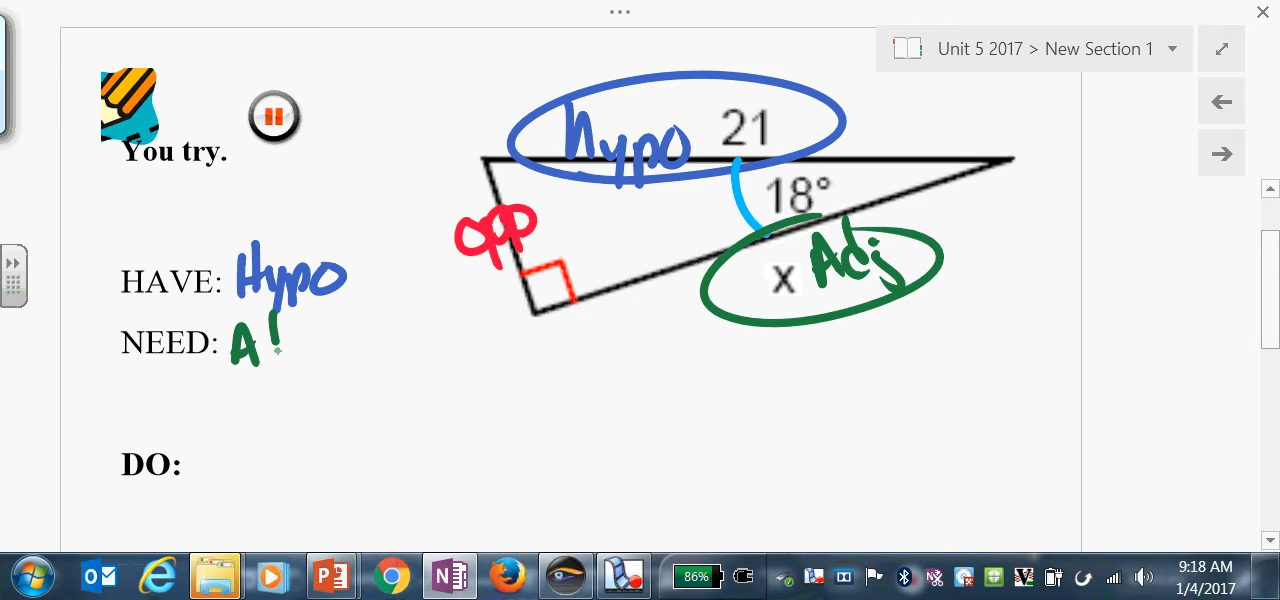 Unit 5 2017 > New Section 1
You try.
hypo 21
18°
opp
x Adj
HAVE: Hypo
NEED: A
DO:
86%
9:18 AM
1/4/2017